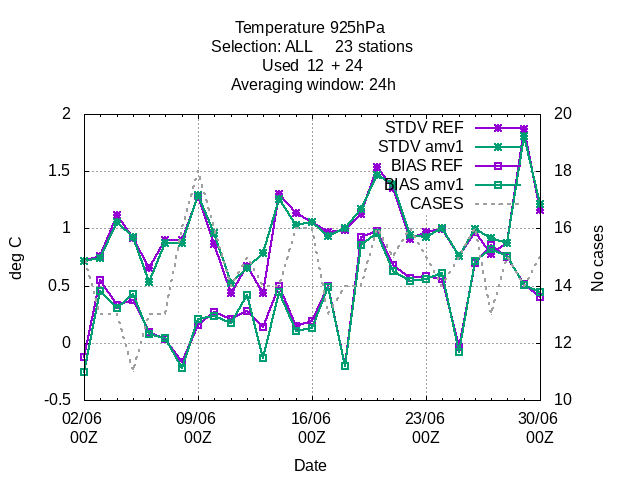 Temperature 925hPa
Selection: ALL 23 stations
Used 12 + 24
Averaging window: 24h
2 20
STDV REF
STDV amv1
1.5 18
BIAS REF
BIAS amv1
CASES
1 16
deg C
No cases
0.5 14
0 12
-0.5 10
02/06 09/06 16/06 23/06 30/06
00Z 00Z 00Z 00Z 00Z
Date